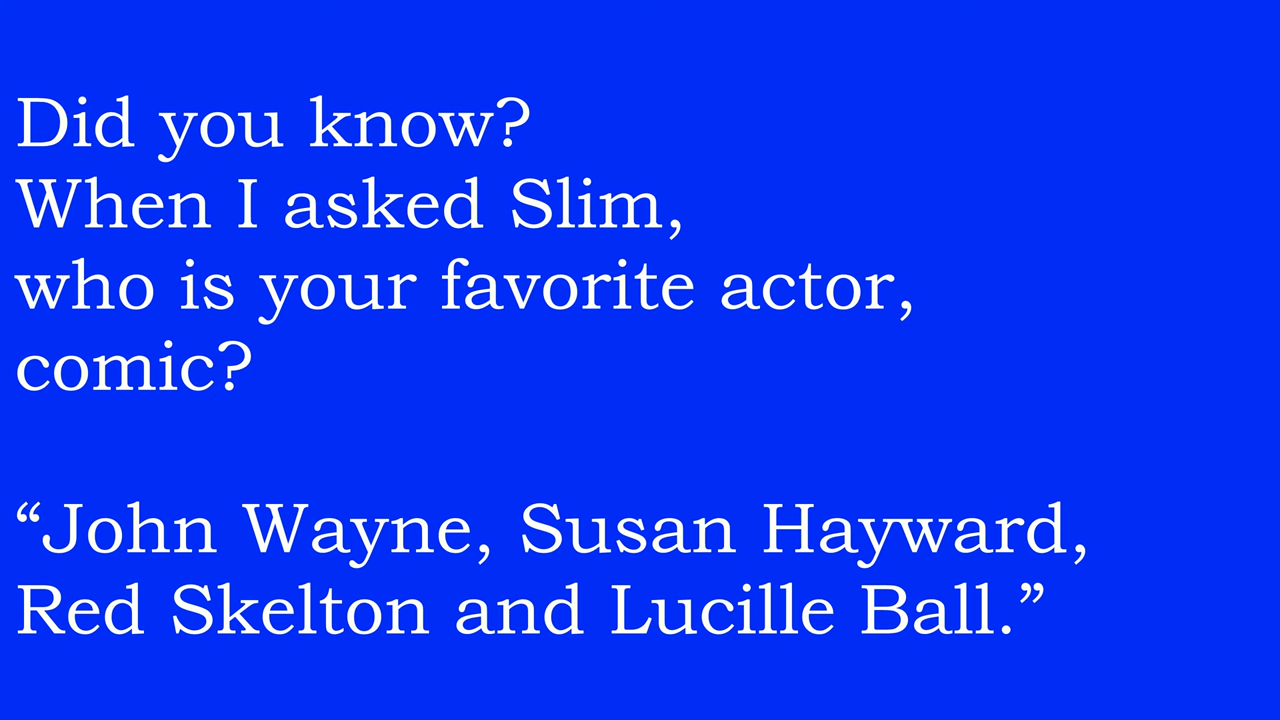 Did you know?
When I asked Slim,
who is your favorite actor,
comic?
“John Wayne, Susan Hayward,
Red Skelton and Lucille Ball.”